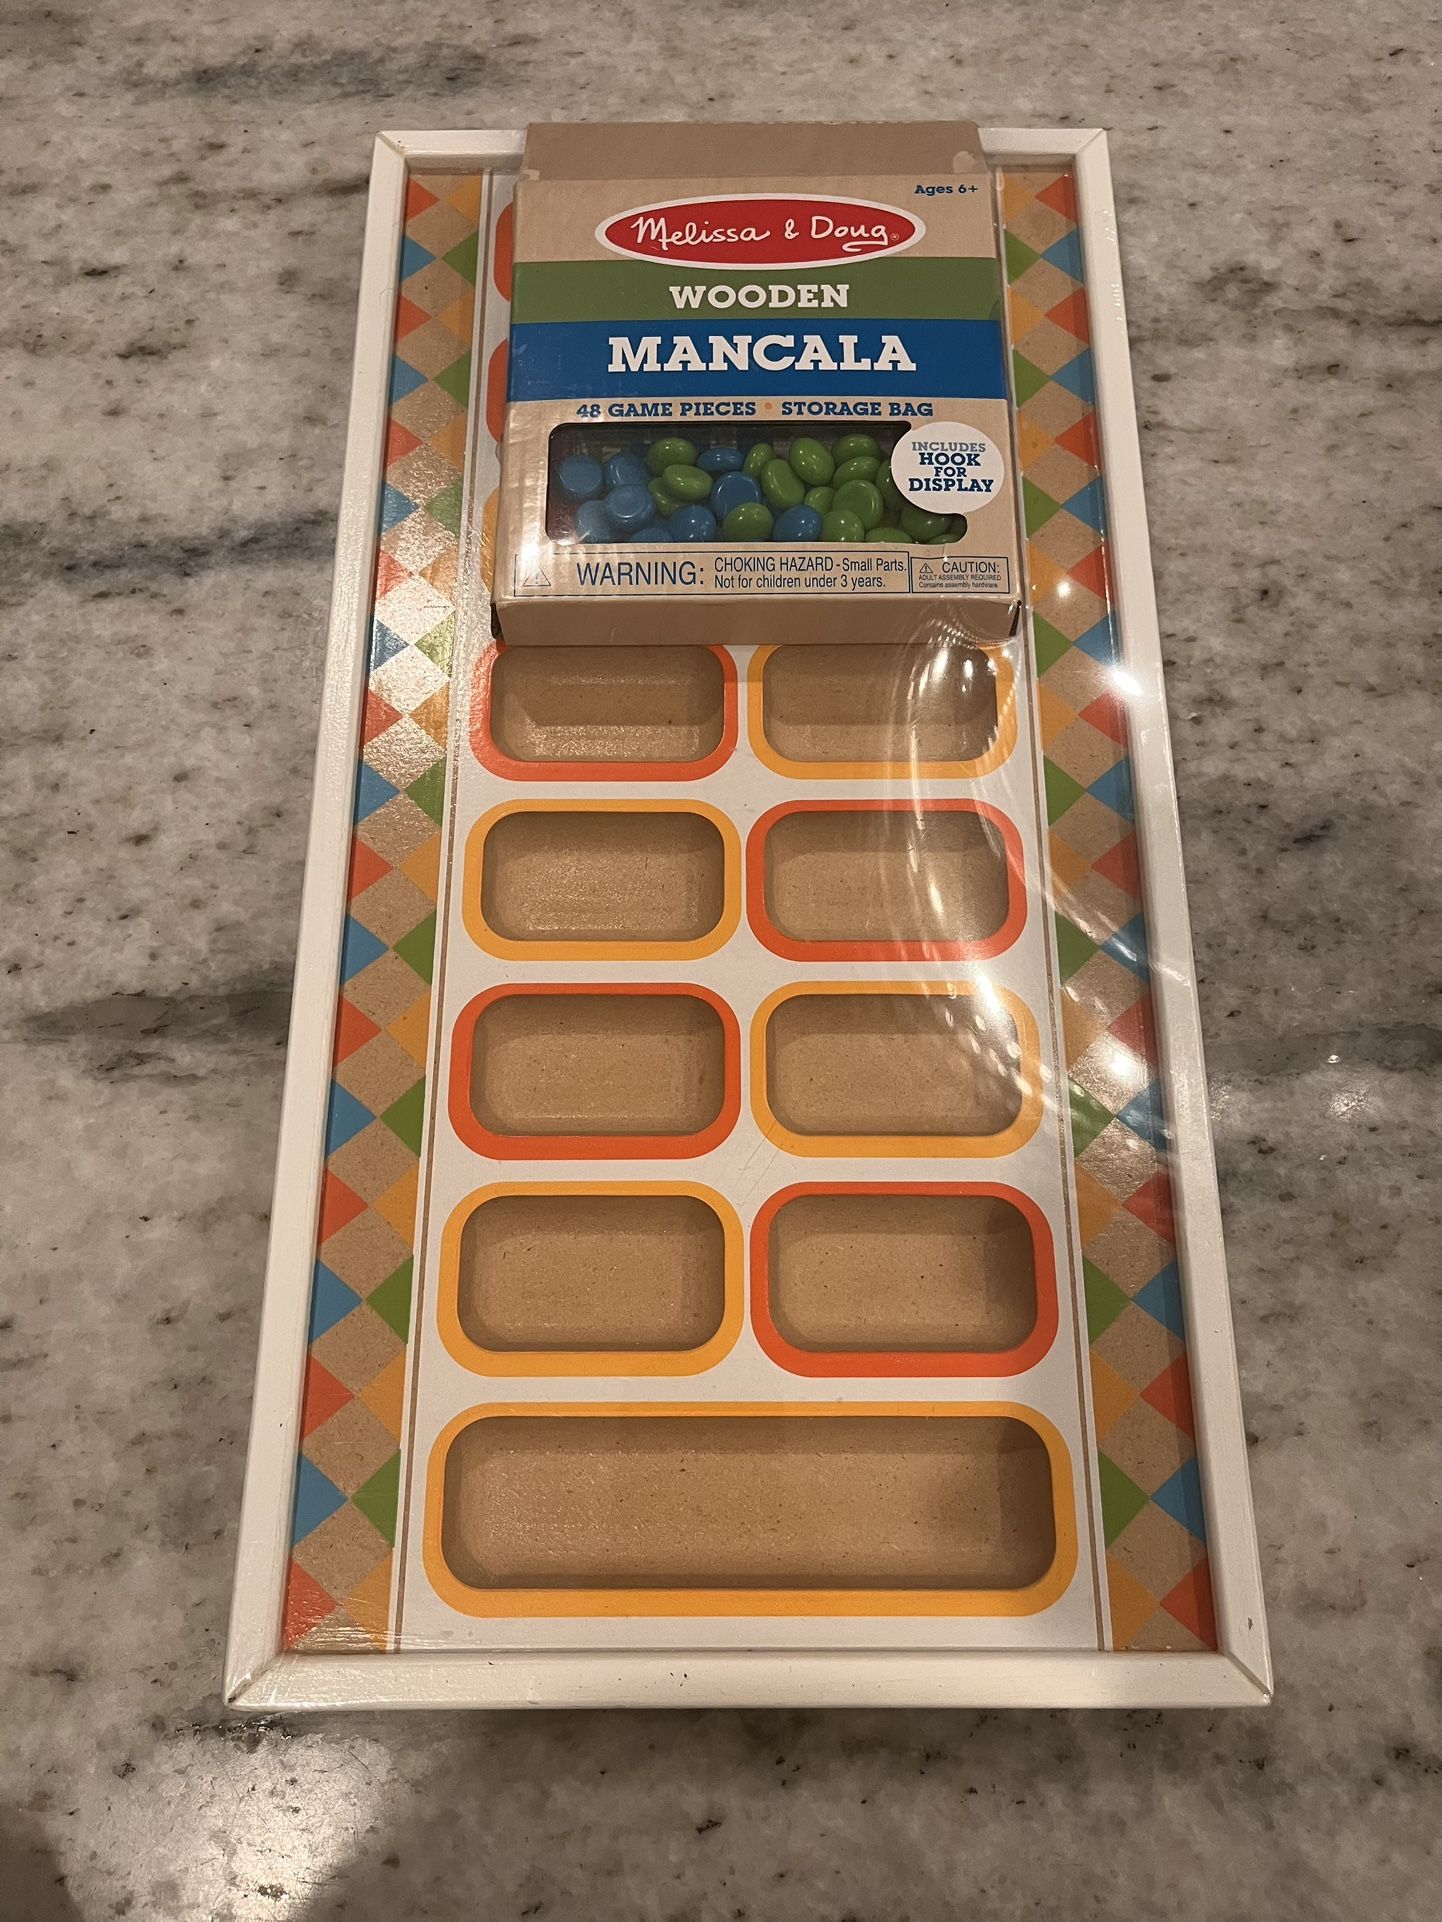 Ages 6+
Melissa & Doug®
WOODEN
MANCALA
48 GAME PIECES • STORAGE BAG
INCLUDES
HOOK
FOR
DISPLAY
WARNING:
CHOKING HAZARD - Small Parts.
Not for children under 3 years.
CAUTION:
ADULT ASSEMBLY REQUIRED
Contains assembly hardware.